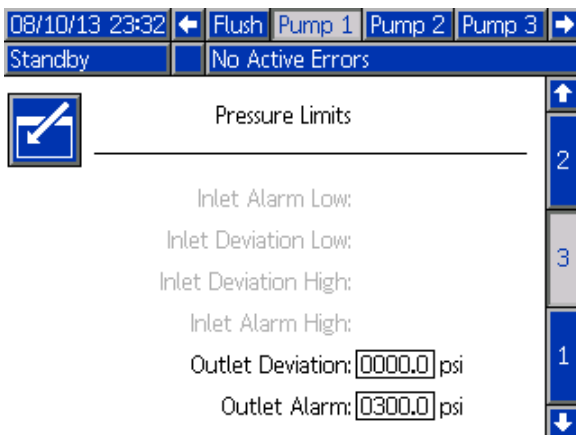 08/10/13 23:32 Flush Pump 1 Pump 2 Pump 3
Standby No Active Errors
Pressure Limits
2
Inlet Alarm Low:
Inlet Deviation Low:
3
Inlet Deviation High:
Inlet Alarm High:
Outlet Deviation: 0000.0 psi
1
Outlet Alarm: 0300.0 psi